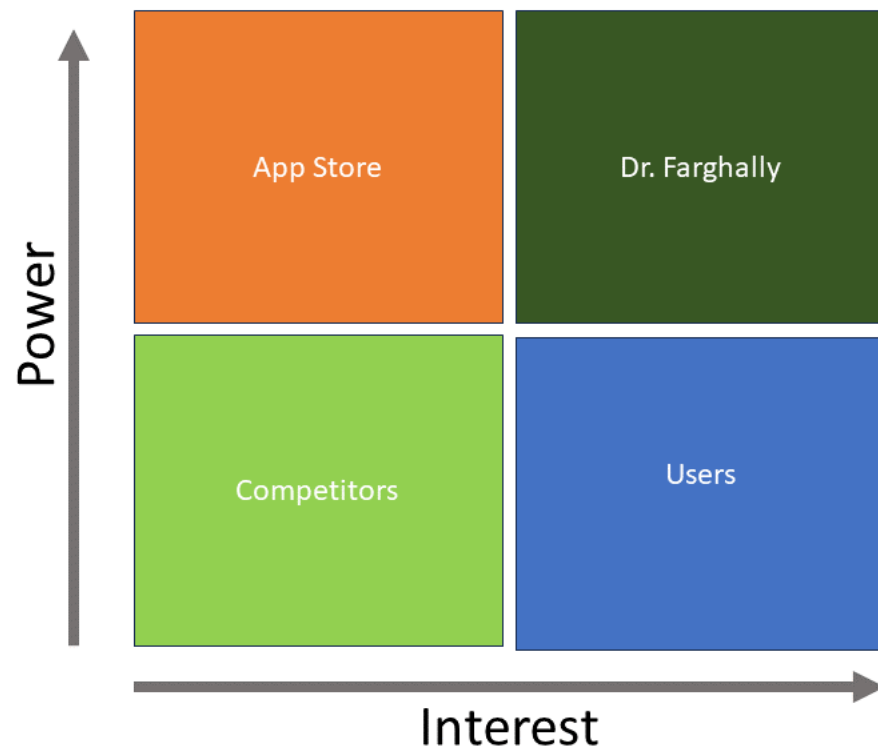 App Store
Dr. Farghally
Power
Competitors
Users
Interest